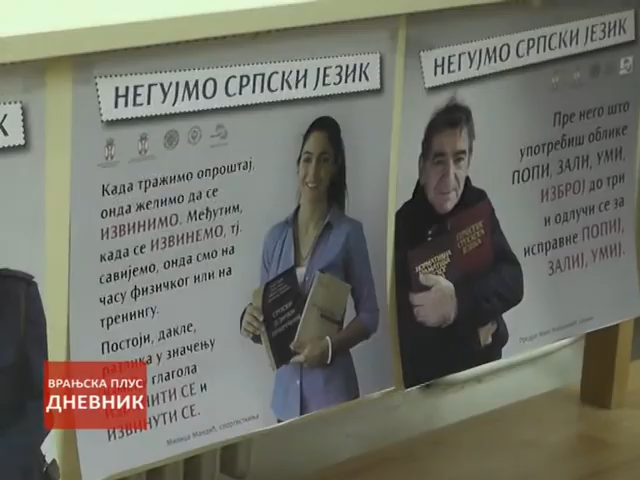 К
НЕГУЈМО СРПСКИ ЈЕЗИК
Када тражимо опроштај,
онда желимо да се
ИЗВИНИМО. Међутим,
када се ИЗВИНЕМО, тј.
савијемо, онда смо на
часу физичког или на
тренингу.
Постоји, дакле,
разлика у значењу
глагола
ИЗВИНИТИ СЕ и
ИЗВИНУТИ СЕ.
Милица Мандић, спортисткиња
НЕГУЈМО СРПСКИ ЈЕЗИК
Пре него што
употребиш облике
ПОПИ, ЗАЛИ, УМИ,
ИЗБРОЈ до три
и одлучи се за
исправне ПОПИЈ,
ЗАЛИЈ, УМИЈ.
ВРАЊСКА ПЛУС
ДНЕВНИК